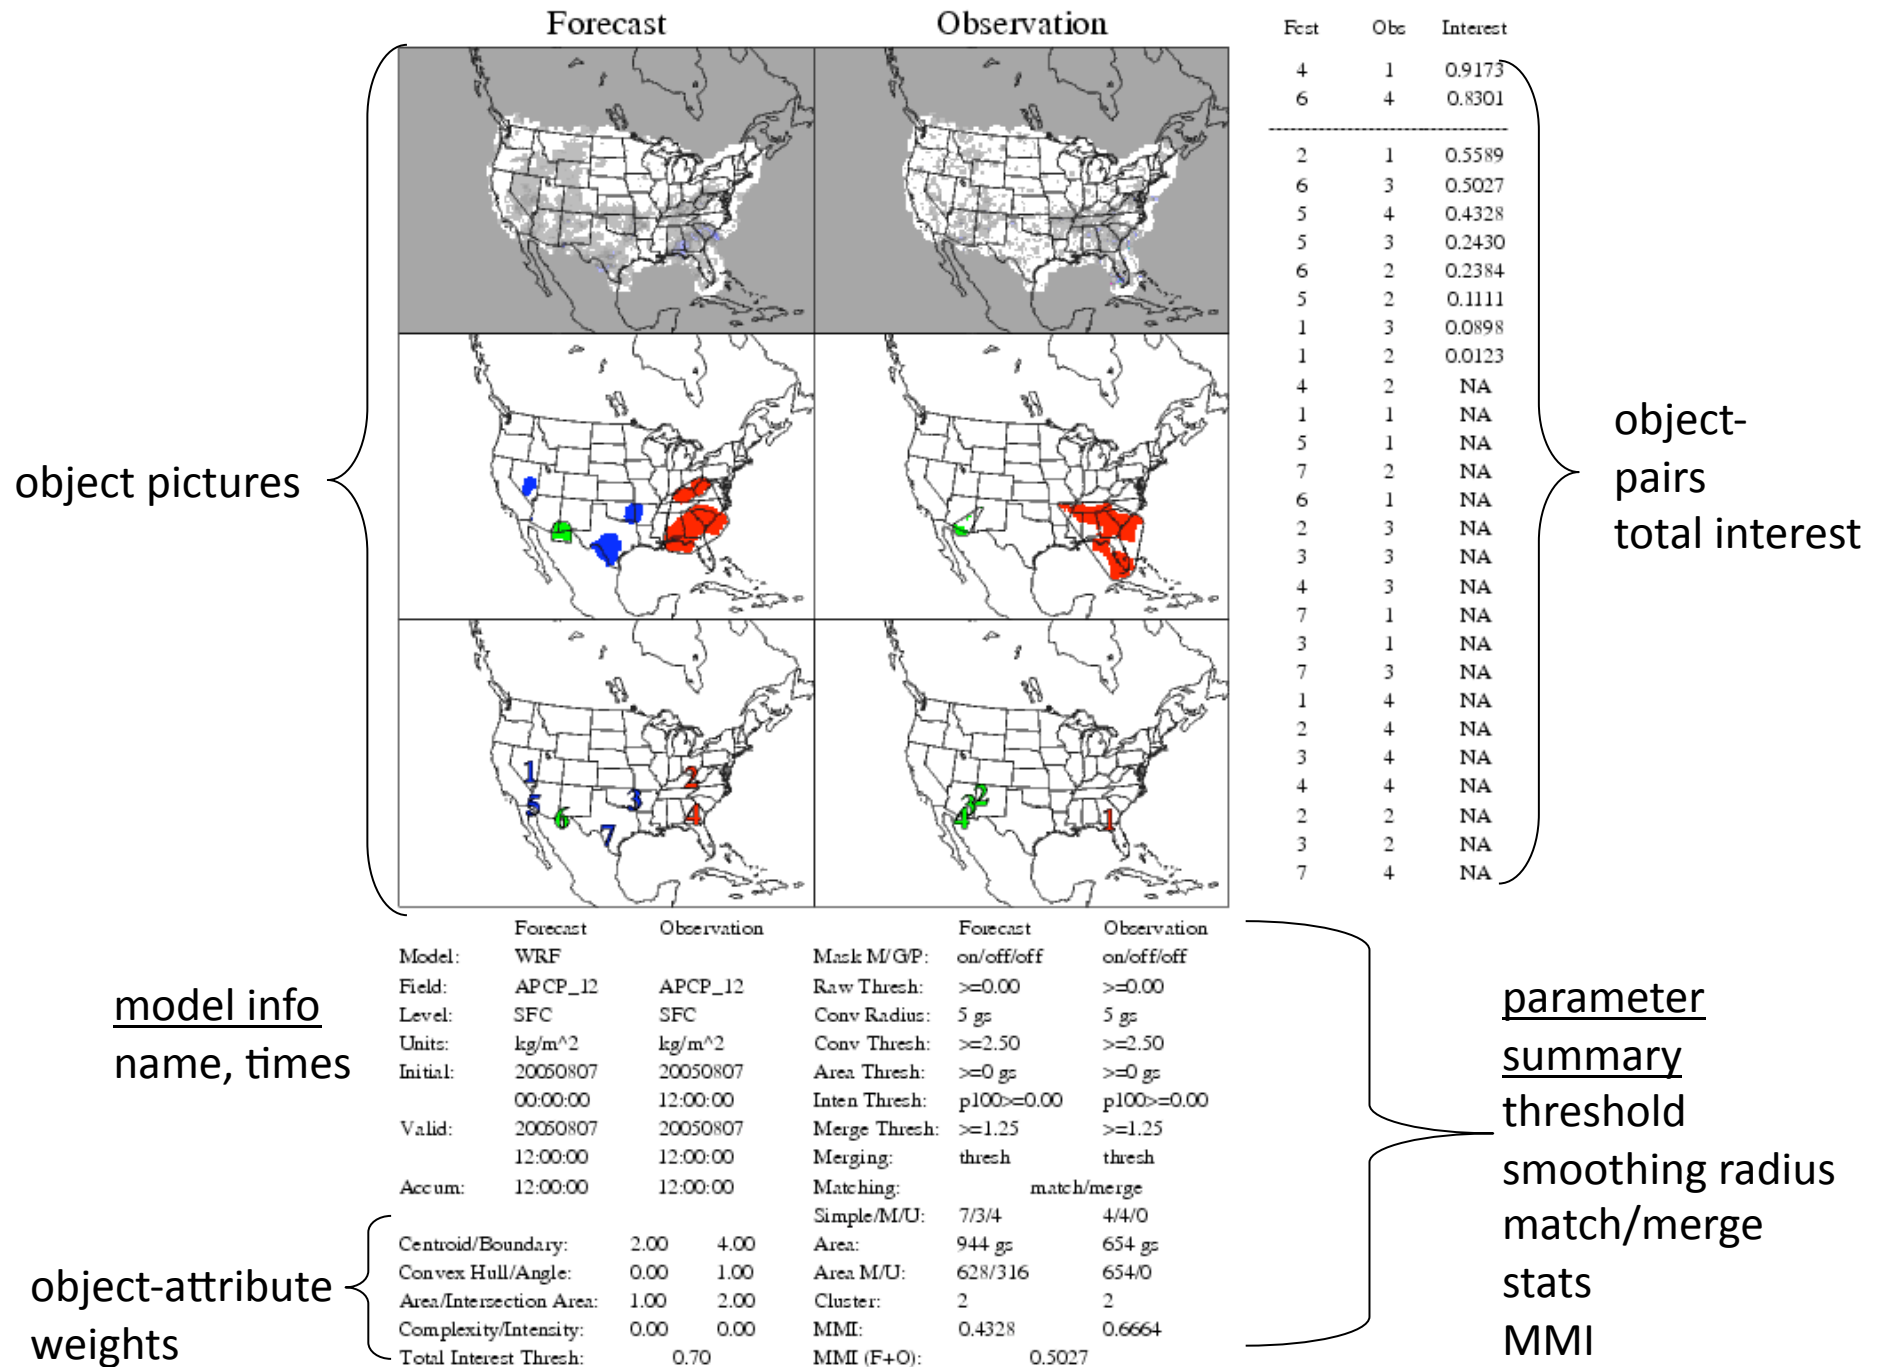 Forecast Observation
Fcst Obs Interest
4 1 0.9173
6 4 0.8301
2 1 0.5589
6 3 0.5027
5 4 0.4328
5 3 0.2430
6 2 0.2384
5 2 0.1111
1 3 0.0898
1 2 0.0123
4 2 NA
1 1 NA
5 1 NA
7 2 NA
6 1 NA
2 3 NA
3 3 NA
4 3 NA
7 1 NA
3 1 NA
7 3 NA
1 4 NA
2 4 NA
3 4 NA
4 4 NA
2 2 NA
3 2 NA
7 4 NA
object pictures
object-
pairs
total interest
1
2
5
3
6
4
7
2
3
4
1
Forecast Observation
Model: WRF
Field: APCP_12 APCP_12
Level: SFC SFC
Units: kg/m^2 kg/m^2
Initial: 20050807 20050807
00:00:00 12:00:00
Valid: 20050807 20050807
12:00:00 12:00:00
Accum: 12:00:00 12:00:00
Centroid/Boundary: 2.00 4.00
Convex Hull/Angle: 0.00 1.00
Area/Intersection Area: 1.00 2.00
Complexity/Intensity: 0.00 0.00
Total Interest Thresh: 0.70
Forecast Observation
Mask M/G/P: on/off/off on/off/off
Raw Thresh: >=0.00 >=0.00
Conv Radius: 5 gs 5 gs
Conv Thresh: >=2.50 >=2.50
Area Thresh: >=0 gs >=0 gs
Inten Thresh: p100>=0.00 p100>=0.00
Merge Thresh: >=1.25 >=1.25
Merging: thresh thresh
Matching: match/merge
Simple/M/U: 7/3/4 4/4/0
Area: 944 gs 654 gs
Area M/U: 628/316 654/0
Cluster: 2 2
MMI: 0.4328 0.6664
MMI (F+O): 0.5027
model info
name, times
object-attribute
weights
parameter
summary
threshold
smoothing radius
match/merge
stats
MMI